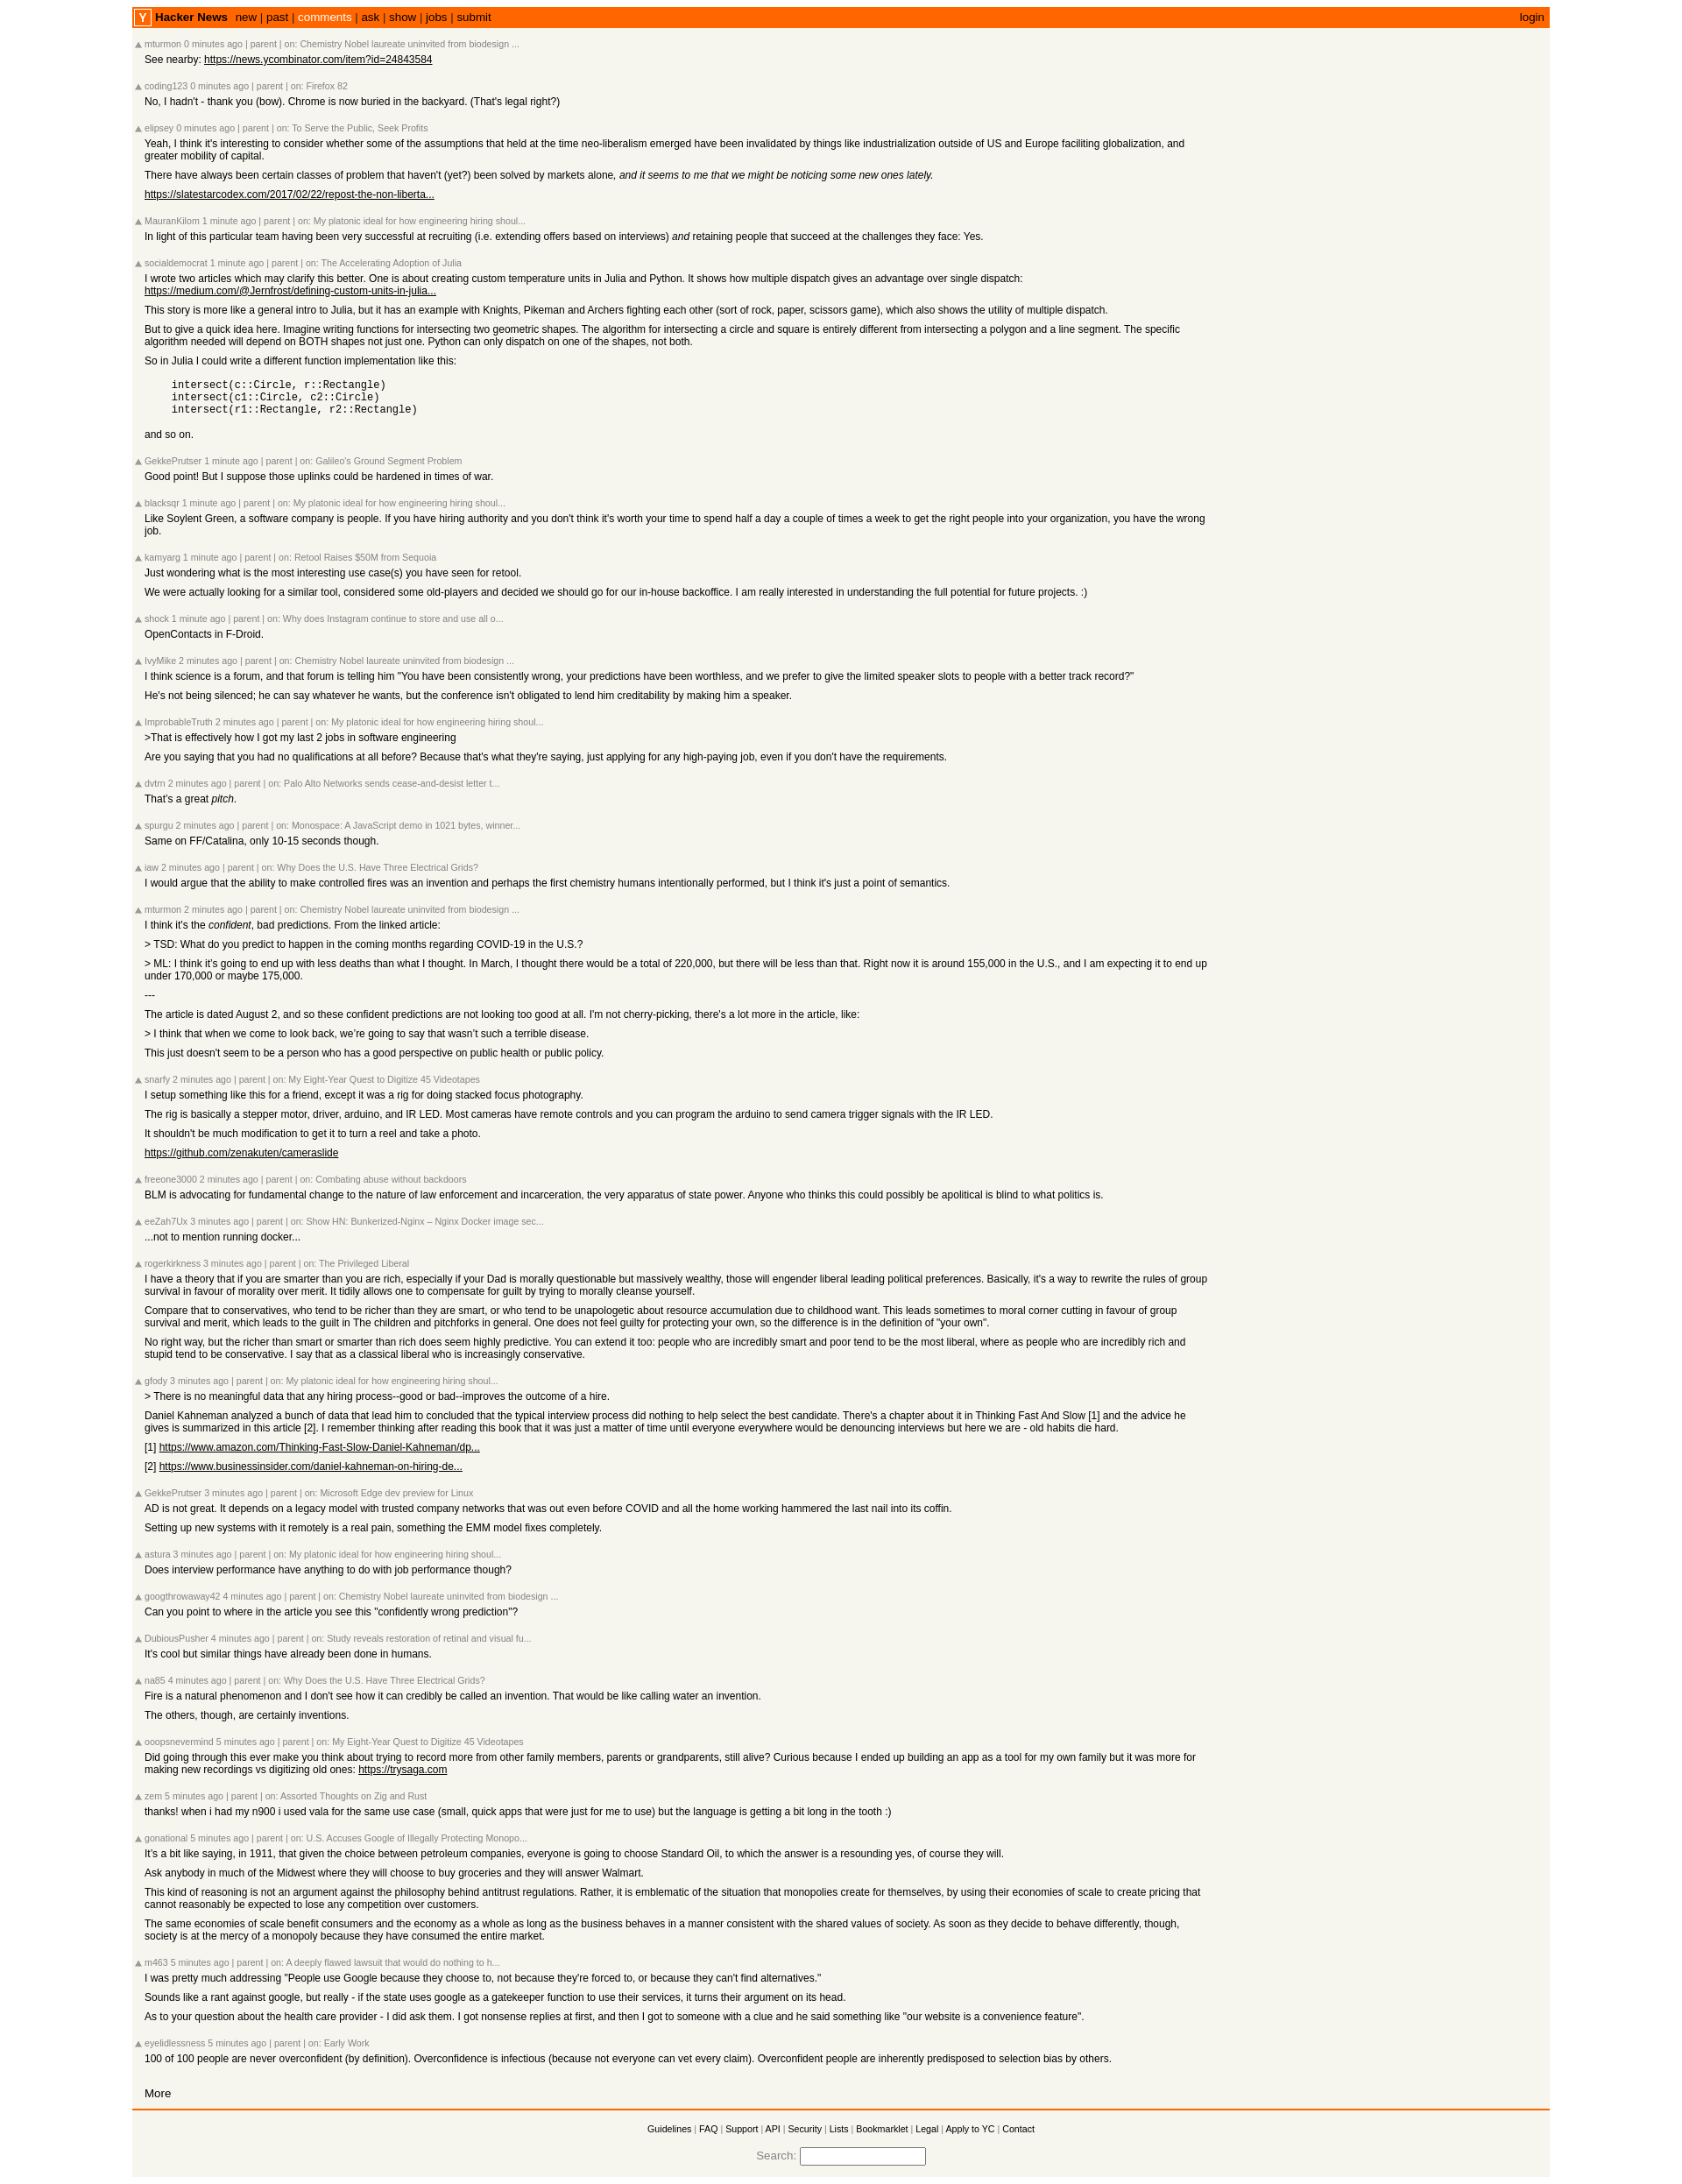 Y Hacker News new | past | comments | ask | show | jobs | submit login
mturmon 0 minutes ago | parent | on: Chemistry Nobel laureate uninvited from biodesign ...
See nearby: https://news.ycombinator.com/item?id=24843584
coding123 0 minutes ago | parent | on: Firefox 82
No, I hadn't - thank you (bow). Chrome is now buried in the backyard. (That's legal right?)
elipsey 0 minutes ago | parent | on: To Serve the Public, Seek Profits
Yeah, I think it's interesting to consider whether some of the assumptions that held at the time neo-liberalism emerged have been invalidated by things like industrialization outside of US and Europe faciliting globalization, and
greater mobility of capital.
There have always been certain classes of problem that haven't (yet?) been solved by markets alone, and it seems to me that we might be noticing some new ones lately.
https://slatestarcodex.com/2017/02/22/repost-the-non-liberta...
MauranKilom 1 minute ago | parent | on: My platonic ideal for how engineering hiring shoul...
In light of this particular team having been very successful at recruiting (i.e. extending offers based on interviews) and retaining people that succeed at the challenges they face: Yes.
socialdemocrat 1 minute ago | parent | on: The Accelerating Adoption of Julia
I wrote two articles which may clarify this better. One is about creating custom temperature units in Julia and Python. It shows how multiple dispatch gives an advantage over single dispatch:
https://medium.com/@Jernfrost/defining-custom-units-in-julia...
This story is more like a general intro to Julia, but it has an example with Knights, Pikeman and Archers fighting each other (sort of rock, paper, scissors game), which also shows the utility of multiple dispatch.
But to give a quick idea here. Imagine writing functions for intersecting two geometric shapes. The algorithm for intersecting a circle and square is entirely different from intersecting a polygon and a line segment. The specific
algorithm needed will depend on BOTH shapes not just one. Python can only dispatch on one of the shapes, not both.
So in Julia I could write a different function implementation like this:
intersect(c::Circle, r::Rectangle)
intersect(c1::Circle, c2::Circle)
intersect(r1::Rectangle, r2::Rectangle)
and so on.
GekkePrutser 1 minute ago | parent | on: Galileo's Ground Segment Problem
Good point! But I suppose those uplinks could be hardened in times of war.
blacksqr 1 minute ago | parent | on: My platonic ideal for how engineering hiring shoul...
Like Soylent Green, a software company is people. If you have hiring authority and you don't think it's worth your time to spend half a day a couple of times a week to get the right people into your organization, you have the wrong
job.
kamyarg 1 minute ago | parent | on: Retool Raises $50M from Sequoia
Just wondering what is the most interesting use case(s) you have seen for retool.
We were actually looking for a similar tool, considered some old-players and decided we should go for our in-house backoffice. I am really interested in understanding the full potential for future projects. :)
shock 1 minute ago | parent | on: Why does Instagram continue to store and use all o...
OpenContacts in F-Droid.
IvyMike 2 minutes ago | parent | on: Chemistry Nobel laureate uninvited from biodesign ...
I think science is a forum, and that forum is telling him "You have been consistently wrong, your predictions have been worthless, and we prefer to give the limited speaker slots to people with a better track record?"
He's not being silenced; he can say whatever he wants, but the conference isn't obligated to lend him creditability by making him a speaker.
ImprobableTruth 2 minutes ago | parent | on: My platonic ideal for how engineering hiring shoul...
>That is effectively how I got my last 2 jobs in software engineering
Are you saying that you had no qualifications at all before? Because that's what they're saying, just applying for any high-paying job, even if you don't have the requirements.
dvtrn 2 minutes ago | parent | on: Palo Alto Networks sends cease-and-desist letter t...
That's a great pitch.
spurgu 2 minutes ago | parent | on: Monospace: A JavaScript demo in 1021 bytes, winner...
Same on FF/Catalina, only 10-15 seconds though.
iaw 2 minutes ago | parent | on: Why Does the U.S. Have Three Electrical Grids?
I would argue that the ability to make controlled fires was an invention and perhaps the first chemistry humans intentionally performed, but I think it's just a point of semantics.
mturmon 2 minutes ago | parent | on: Chemistry Nobel laureate uninvited from biodesign ...
I think it's the confident, bad predictions. From the linked article:
> TSD: What do you predict to happen in the coming months regarding COVID-19 in the U.S.?
> ML: I think it’s going to end up with less deaths than what I thought. In March, I thought there would be a total of 220,000, but there will be less than that. Right now it is around 155,000 in the U.S., and I am expecting it to end up
under 170,000 or maybe 175,000.
---
The article is dated August 2, and so these confident predictions are not looking too good at all. I'm not cherry-picking, there's a lot more in the article, like:
> I think that when we come to look back, we’re going to say that wasn’t such a terrible disease.
This just doesn't seem to be a person who has a good perspective on public health or public policy.
snarfy 2 minutes ago | parent | on: My Eight-Year Quest to Digitize 45 Videotapes
I setup something like this for a friend, except it was a rig for doing stacked focus photography.
The rig is basically a stepper motor, driver, arduino, and IR LED. Most cameras have remote controls and you can program the arduino to send camera trigger signals with the IR LED.
It shouldn't be much modification to get it to turn a reel and take a photo.
https://github.com/zenakuten/cameraslide
freeone3000 2 minutes ago | parent | on: Combating abuse without backdoors
BLM is advocating for fundamental change to the nature of law enforcement and incarceration, the very apparatus of state power. Anyone who thinks this could possibly be apolitical is blind to what politics is.
eeZah7Ux 3 minutes ago | parent | on: Show HN: Bunkerized-Nginx – Nginx Docker image sec...
...not to mention running docker...
rogerkirkness 3 minutes ago | parent | on: The Privileged Liberal
I have a theory that if you are smarter than you are rich, especially if your Dad is morally questionable but massively wealthy, those will engender liberal leading political preferences. Basically, it's a way to rewrite the rules of group
survival in favour of morality over merit. It tidily allows one to compensate for guilt by trying to morally cleanse yourself.
Compare that to conservatives, who tend to be richer than they are smart, or who tend to be unapologetic about resource accumulation due to childhood want. This leads sometimes to moral corner cutting in favour of group
survival and merit, which leads to the guilt in The children and pitchforks in general. One does not feel guilty for protecting your own, so the difference is in the definition of "your own".
No right way, but the richer than smart or smarter than rich does seem highly predictive. You can extend it too: people who are incredibly smart and poor tend to be the most liberal, where as people who are incredibly rich and
stupid tend to be conservative. I say that as a classical liberal who is increasingly conservative.
gfody 3 minutes ago | parent | on: My platonic ideal for how engineering hiring shoul...
> There is no meaningful data that any hiring process--good or bad--improves the outcome of a hire.
Daniel Kahneman analyzed a bunch of data that lead him to concluded that the typical interview process did nothing to help select the best candidate. There's a chapter about it in Thinking Fast And Slow [1] and the advice he
gives is summarized in this article [2]. I remember thinking after reading this book that it was just a matter of time until everyone everywhere would be denouncing interviews but here we are - old habits die hard.
[1] https://www.amazon.com/Thinking-Fast-Slow-Daniel-Kahneman/dp...
[2] https://www.businessinsider.com/daniel-kahneman-on-hiring-de...
GekkePrutser 3 minutes ago | parent | on: Microsoft Edge dev preview for Linux
AD is not great. It depends on a legacy model with trusted company networks that was out even before COVID and all the home working hammered the last nail into its coffin.
Setting up new systems with it remotely is a real pain, something the EMM model fixes completely.
astura 3 minutes ago | parent | on: My platonic ideal for how engineering hiring shoul...
Does interview performance have anything to do with job performance though?
googthrowaway42 4 minutes ago | parent | on: Chemistry Nobel laureate uninvited from biodesign ...
Can you point to where in the article you see this "confidently wrong prediction"?
DubiousPusher 4 minutes ago | parent | on: Study reveals restoration of retinal and visual fu...
It's cool but similar things have already been done in humans.
na85 4 minutes ago | parent | on: Why Does the U.S. Have Three Electrical Grids?
Fire is a natural phenomenon and I don't see how it can credibly be called an invention. That would be like calling water an invention.
The others, though, are certainly inventions.
ooopsnevermind 5 minutes ago | parent | on: My Eight-Year Quest to Digitize 45 Videotapes
Did going through this ever make you think about trying to record more from other family members, parents or grandparents, still alive? Curious because I ended up building an app as a tool for my own family but it was more for
making new recordings vs digitizing old ones: https://trysaga.com
zem 5 minutes ago | parent | on: Assorted Thoughts on Zig and Rust
thanks! when i had my n900 i used vala for the same use case (small, quick apps that were just for me to use) but the language is getting a bit long in the tooth :)
gonational 5 minutes ago | parent | on: U.S. Accuses Google of Illegally Protecting Monopo...
It’s a bit like saying, in 1911, that given the choice between petroleum companies, everyone is going to choose Standard Oil, to which the answer is a resounding yes, of course they will.
Ask anybody in much of the Midwest where they will choose to buy groceries and they will answer Walmart.
This kind of reasoning is not an argument against the philosophy behind antitrust regulations. Rather, it is emblematic of the situation that monopolies create for themselves, by using their economies of scale to create pricing that
cannot reasonably be expected to lose any competition over customers.
The same economies of scale benefit consumers and the economy as a whole as long as the business behaves in a manner consistent with the shared values of society. As soon as they decide to behave differently, though,
society is at the mercy of a monopoly because they have consumed the entire market.
m463 5 minutes ago | parent | on: A deeply flawed lawsuit that would do nothing to h...
I was pretty much addressing "People use Google because they choose to, not because they're forced to, or because they can't find alternatives."
Sounds like a rant against google, but really - if the state uses google as a gatekeeper function to use their services, it turns their argument on its head.
As to your question about the health care provider - I did ask them. I got nonsense replies at first, and then I got to someone with a clue and he said something like "our website is a convenience feature".
eyelidlessness 5 minutes ago | parent | on: Early Work
100 of 100 people are never overconfident (by definition). Overconfidence is infectious (because not everyone can vet every claim). Overconfident people are inherently predisposed to selection bias by others.
More
Guidelines | FAQ | Support | API | Security | Lists | Bookmarklet | Legal | Apply to YC | Contact
Search: